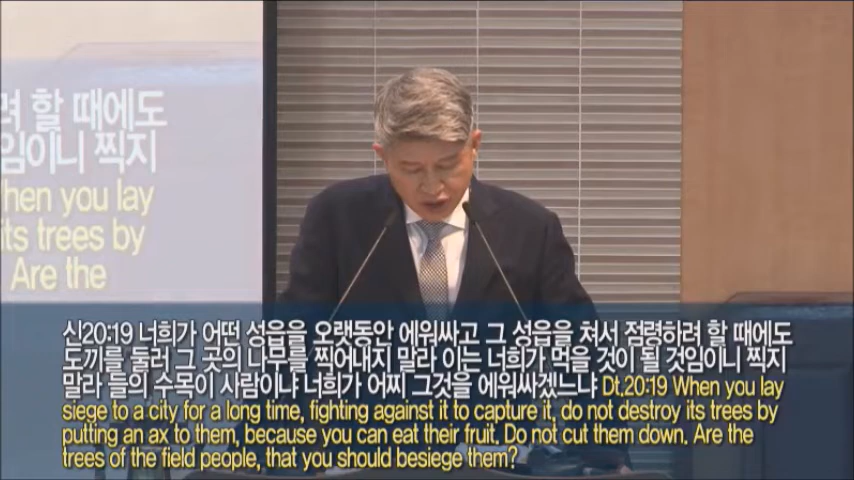 려 할 때에도
임이니 찍지
When you lay
its trees by
Are the
신20:19 너희가 어떤 성읍을 오랫동안 에워싸고 그 성읍을 쳐서 점령하려 할 때에도
도끼를 둘러 그 곳의 나무를 찍어내지 말라 이는 너희가 먹을 것이 될 것임이니 찍지
말라 들의 수목이 사람이냐 너희가 어찌 그것을 에워싸겠느냐 Dt.20:19 When you lay
siege to a city for a long time, fighting against it to capture it, do not destroy its trees by
putting an ax to them, because you can eat their fruit. Do not cut them down. Are the
trees of the field people, that you should besiege them?